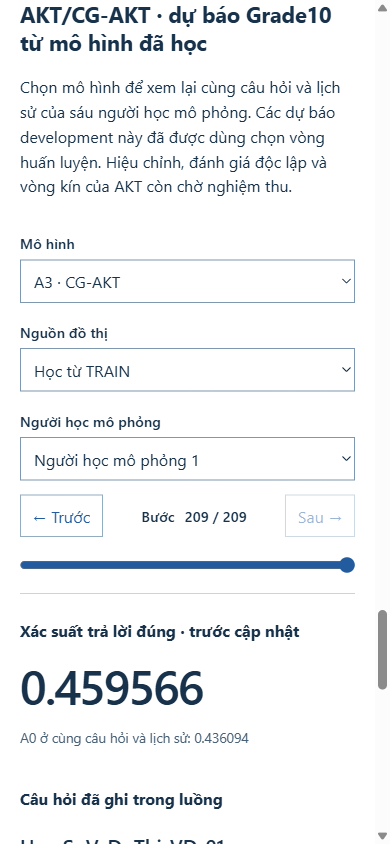 AKT/CG-AKT · dự báo Grade10
từ mô hình đã học
Chọn mô hình để xem lại cùng câu hỏi và lịch
sử của sáu người học mô phỏng. Các dự báo
development này đã được dùng chọn vòng
huấn luyện. Hiệu chỉnh, đánh giá độc lập và
vòng kín của AKT còn chờ nghiệm thu.
Mô hình
A3 · CG-AKT
Nguồn đồ thị
Học từ TRAIN
Người học mô phỏng
Người học mô phỏng 1
← Trước Bước 209 / 209 Sau →
Xác suất trả lời đúng · trước cập nhật
0.459566
A0 ở cùng câu hỏi và lịch sử: 0.436094
Câu hỏi đã ghi trong luồng